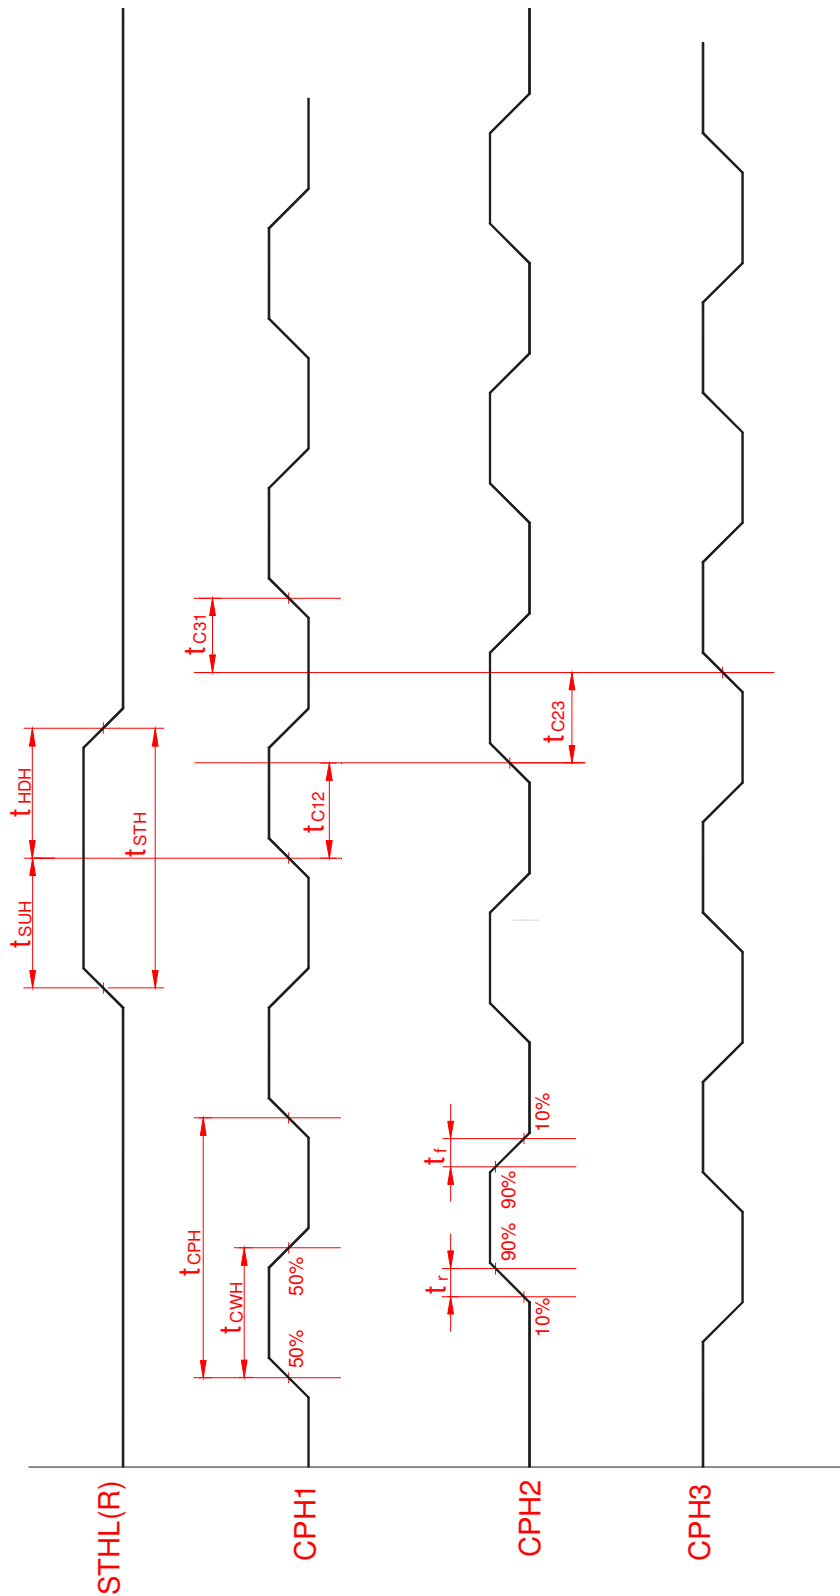 STHL(R)
tSUH
tHDH
tSTH
CPH1
tCPH
tCWH
50%
50%
tC12
tC31
CPH2
tr
tf
10%
90%
90%
10%
tC23
CPH3